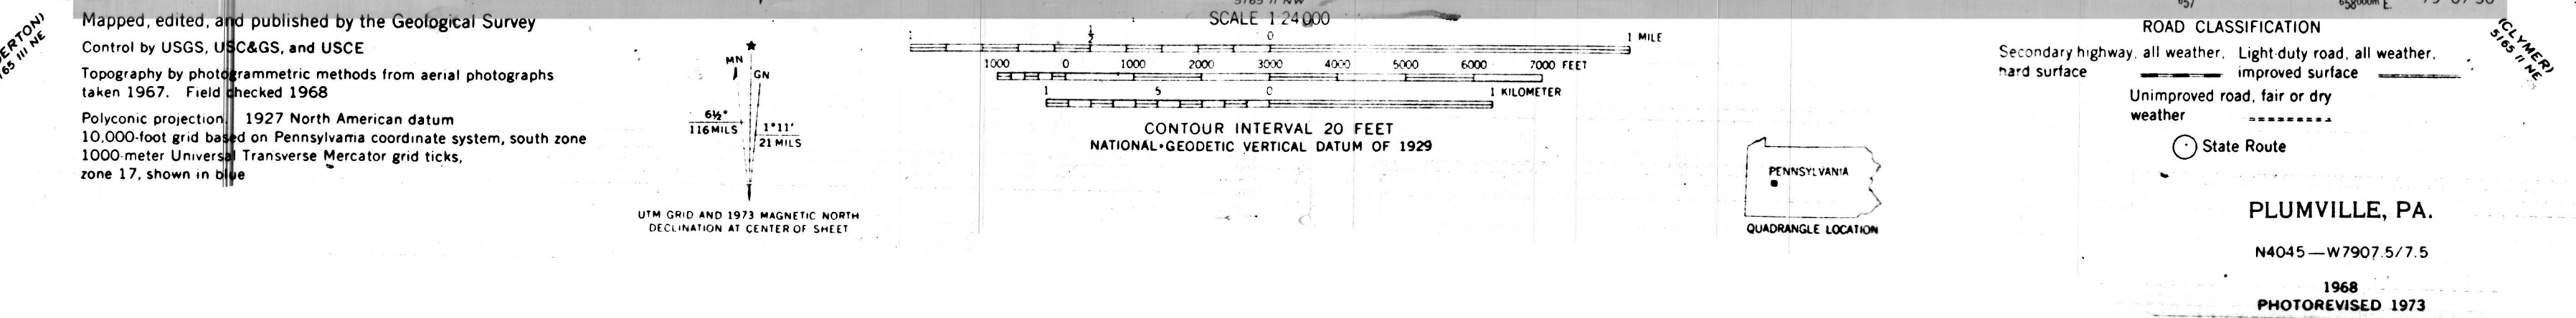 Mapped, edited, and published by the Geological Survey
Control by USGS, USC&GS, and USCE
Topography by photogrammetric methods from aerial photographs
taken 1967. Field checked 1968
Polyconic projection. 1927 North American datum
10,000-foot grid based on Pennsylvania coordinate system, south zone
1000-meter Universal Transverse Mercator grid ticks,
zone 17, shown in blue
MN
GN
6½°
116 MILS
1°11'
21 MILS
UTM GRID AND 1973 MAGNETIC NORTH
DECLINATION AT CENTER OF SHEET
SCALE 1:24000
1 ½ 0 1 MILE
1000 0 1000 2000 3000 4000 5000 6000 7000 FEET
1 5 0 1 KILOMETER
CONTOUR INTERVAL 20 FEET
NATIONAL GEODETIC VERTICAL DATUM OF 1929
PENNSYLVANIA
QUADRANGLE LOCATION
ROAD CLASSIFICATION
Secondary highway, all weather, Light-duty road, all weather,
hard surface improved surface
Unimproved road, fair or dry
weather
State Route
(CLYMER)
5165 II NE
PLUMVILLE, PA.
N4045—W7907.5/7.5
1968
PHOTOREVISED 1973